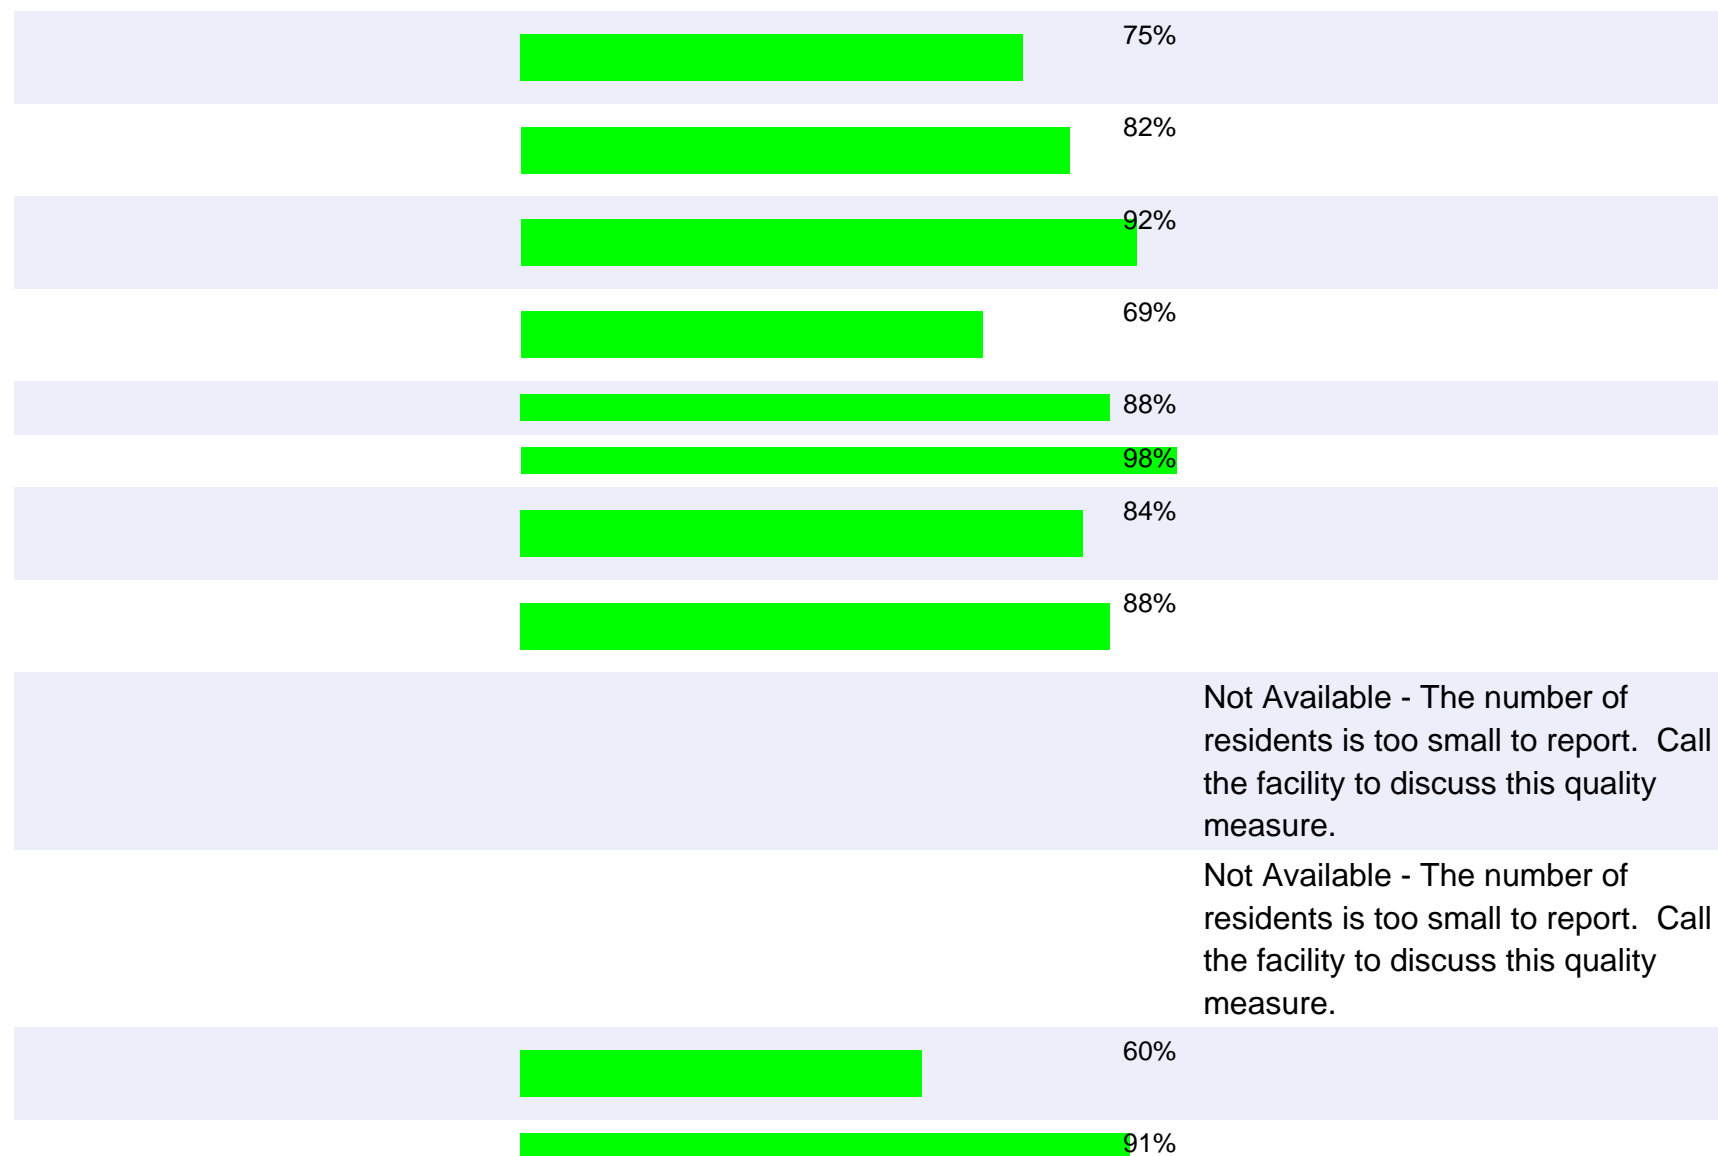 75%
82%
92%
69%
88%
98%
84%
88%
Not Available - The number of
residents is too small to report.  Call
the facility to discuss this quality
measure.
Not Available - The number of
residents is too small to report.  Call
the facility to discuss this quality
measure.
60%
91%